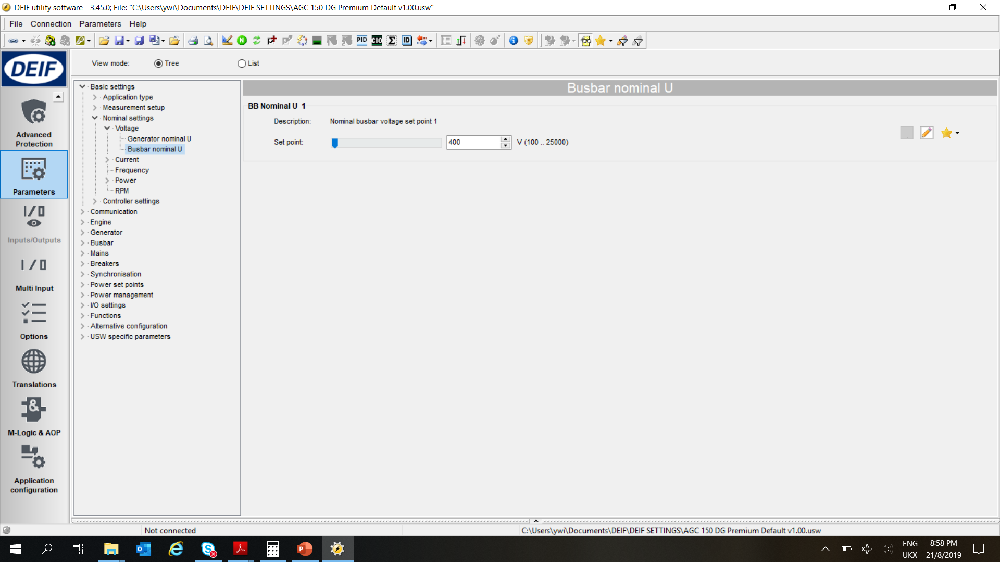 DEIF utility software - 3.45.0; File: "C:\Users\ywi\Documents\DEIF\DEIF SETTINGS\AGC 150 DG Premium Default v1.00.usw"
File Connection Parameters Help
PID CIO Σ ID
DEIF
View mode: Tree List
Advanced
Protection
Parameters
Inputs/Outputs
Multi Input
Options
Translations
M-Logic & AOP
Application
configuration
Basic settings
Application type
Measurement setup
Nominal settings
Voltage
Generator nominal U
Busbar nominal U
Current
Frequency
Power
RPM
Controller settings
Communication
Engine
Generator
Busbar
Mains
Breakers
Synchronisation
Power set points
Power management
I/O settings
Functions
Alternative configuration
USW specific parameters
Busbar nominal U
BB Nominal U 1
Description: Nominal busbar voltage set point 1
Set point: 400 V (100 .. 25000)
Not connected C:\Users\ywi\Documents\DEIF\DEIF SETTINGS\AGC 150 DG Premium Default v1.00.usw
ENG 8:58 PM
UKX 21/8/2019